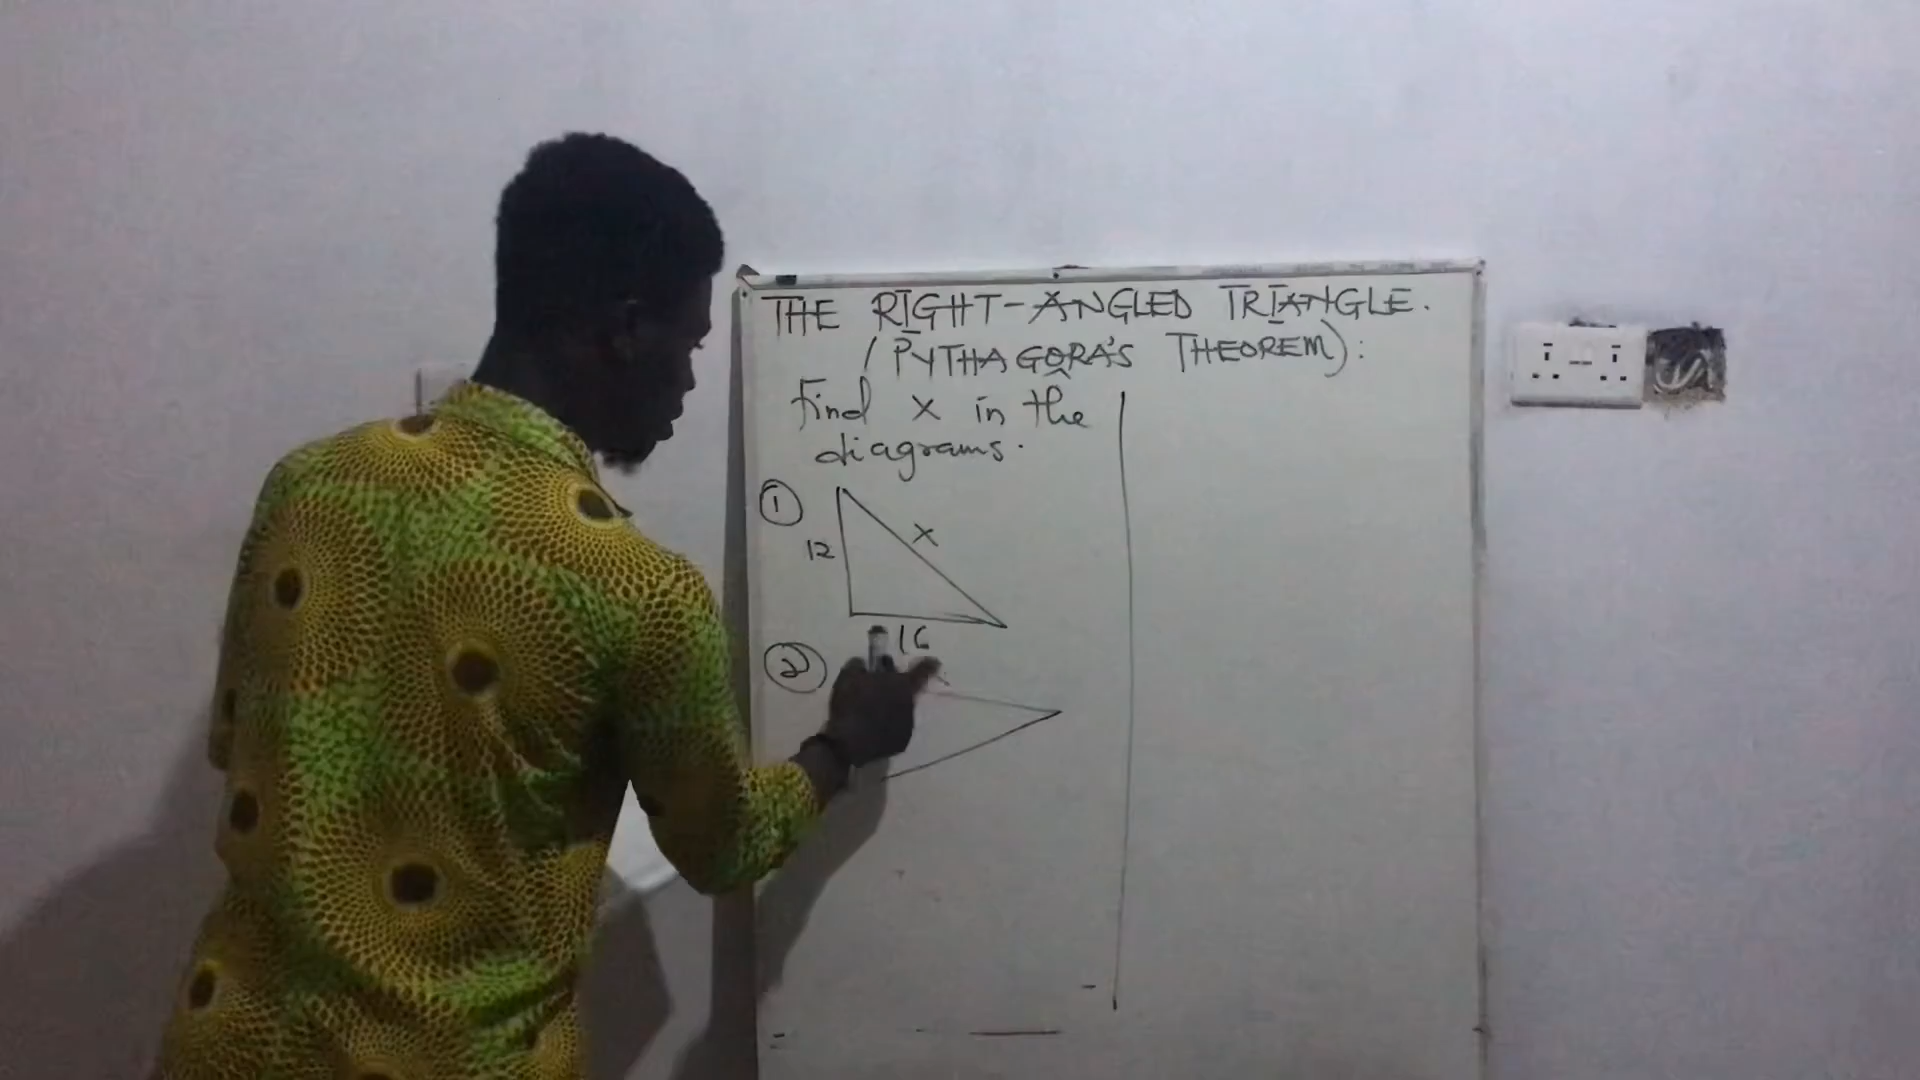 THE RIGHT-ANGLED TRIANGLE.
(PYTHAGORA'S THEOREM):
Find x in the
diagrams.
1
x
12
16
2